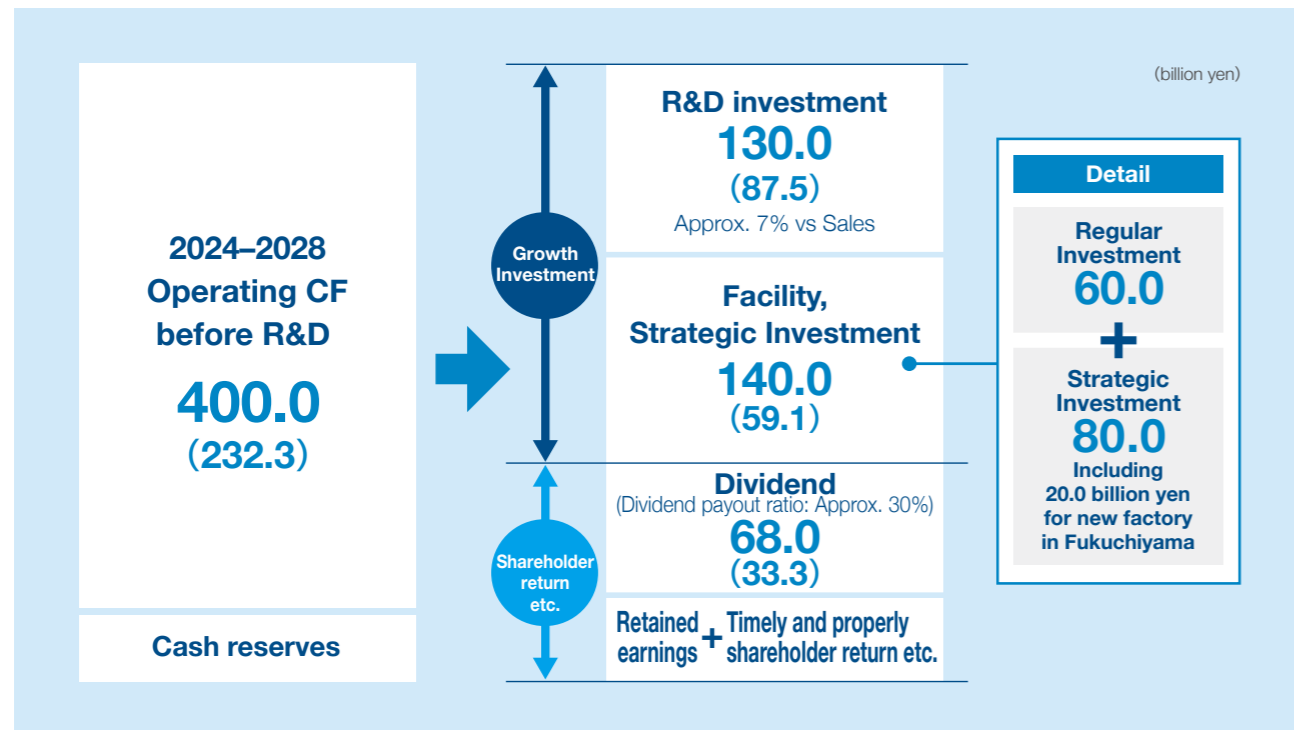 (billion yen)
2024–2028
Operating CF
before R&D
400.0
(232.3)
Cash reserves
Growth
Investment
R&D investment
130.0
(87.5)
Approx. 7% vs Sales
Facility,
Strategic Investment
140.0
(59.1)
Shareholder
return
etc.
Dividend
(Dividend payout ratio: Approx. 30%)
68.0
(33.3)
Retained
earnings
+
Timely and properly
shareholder return etc.
Detail
Regular
Investment
60.0
+
Strategic
Investment
80.0
Including
20.0 billion yen
for new factory
in Fukuchiyama